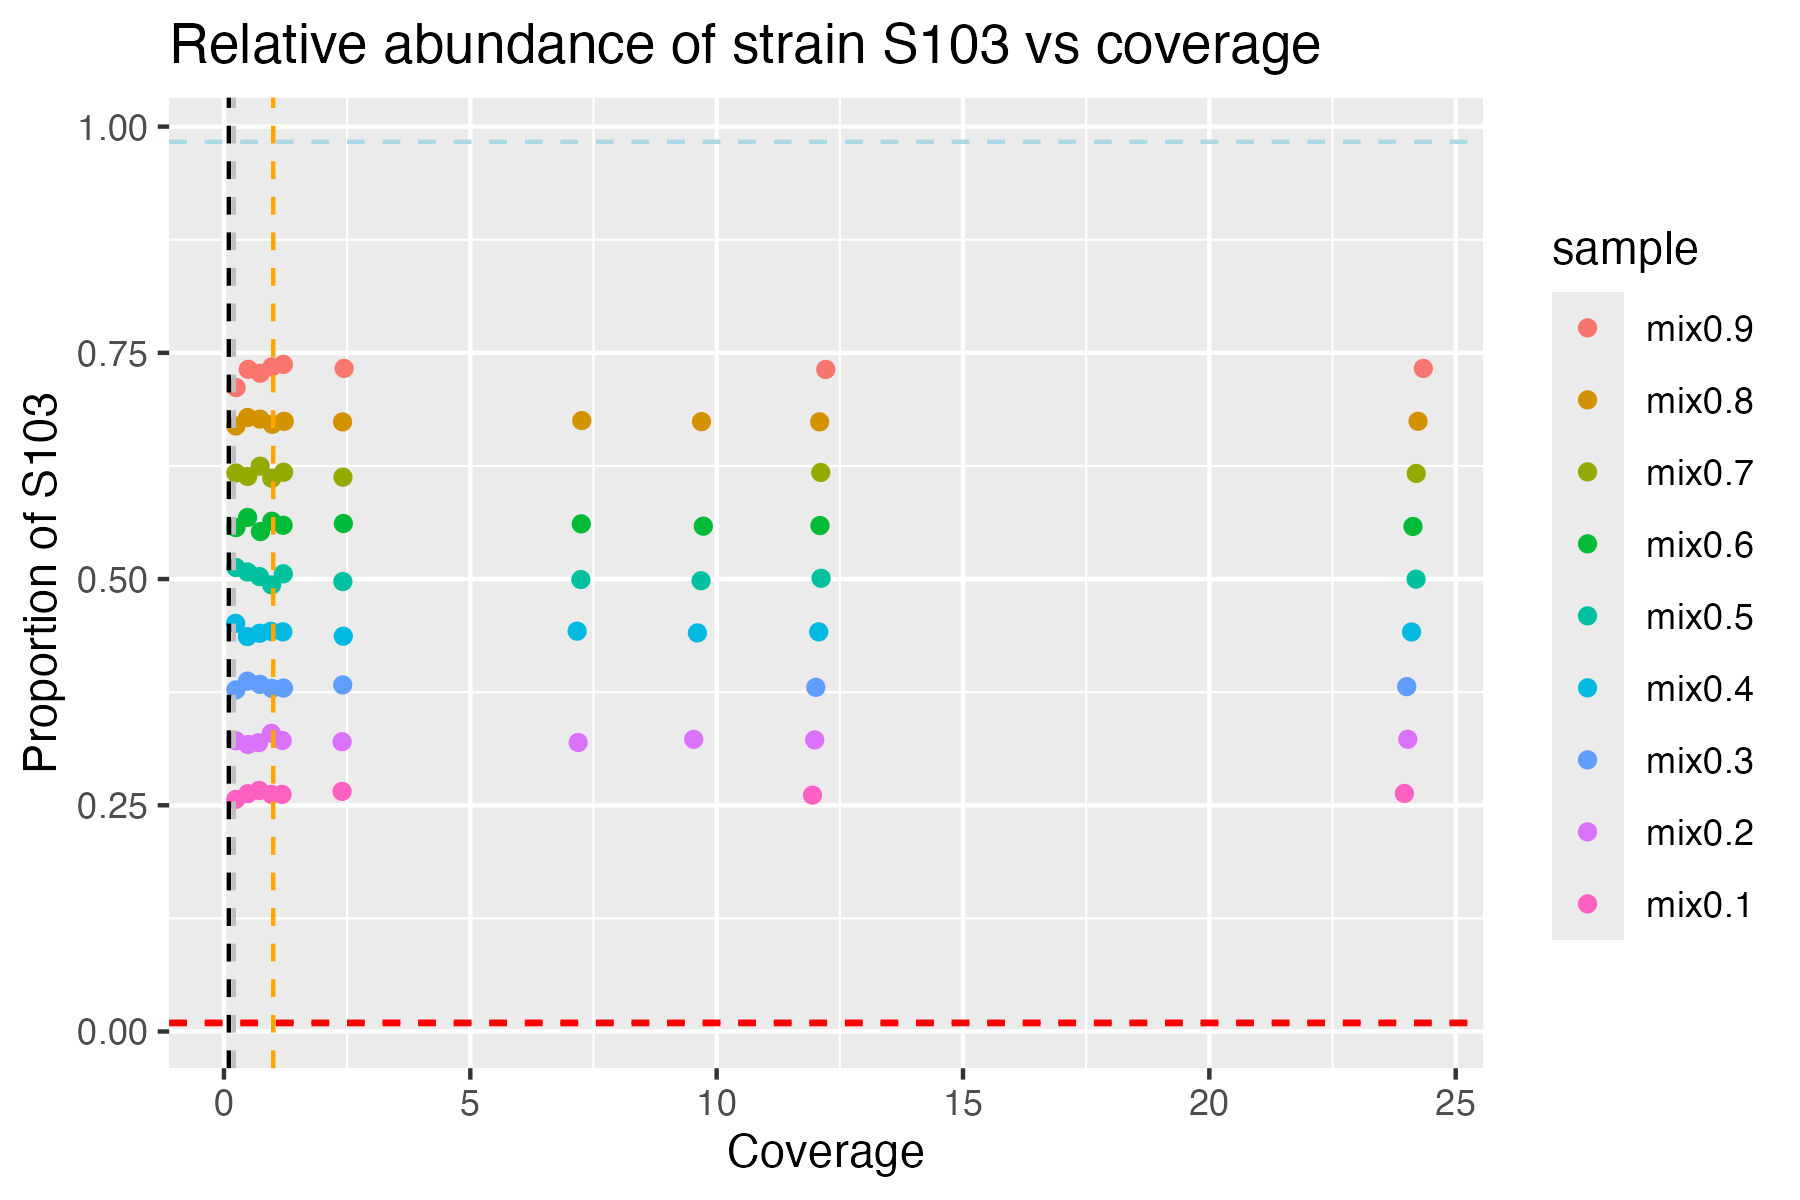 Relative abundance of strain S103 vs coverage
Proportion of S103
1.00
0.75
0.50
0.25
0.00
0
5
10
15
20
25
Coverage
sample
mix0.9
mix0.8
mix0.7
mix0.6
mix0.5
mix0.4
mix0.3
mix0.2
mix0.1